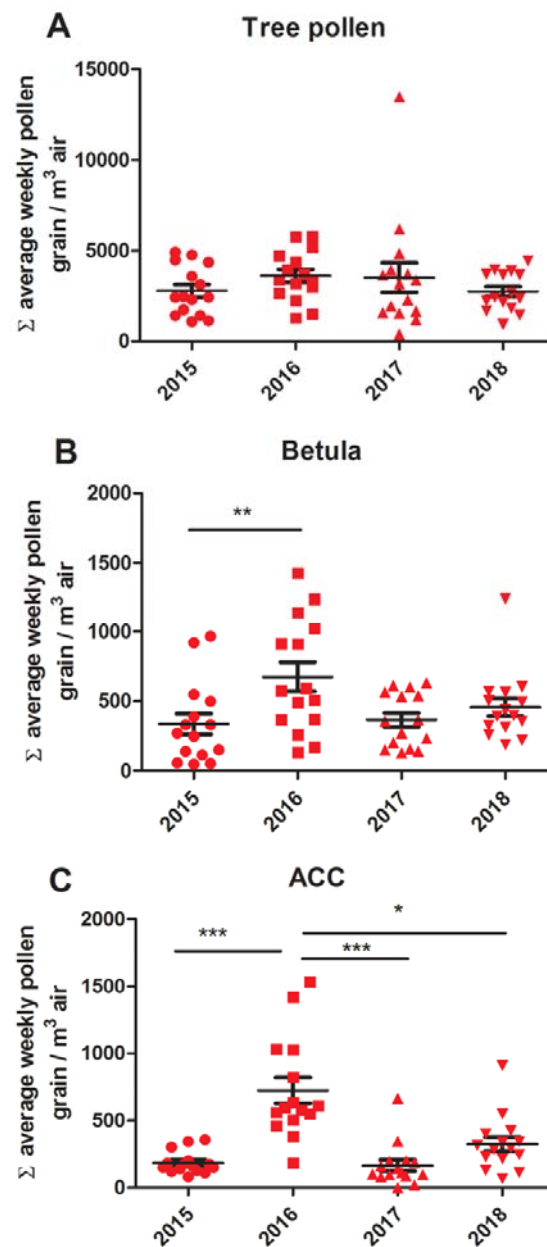 A
Tree pollen
Σ average weekly pollen
grain / m³ air
15000
10000
5000
0
2015
2016
2017
2018
B
Betula
Σ average weekly pollen
grain / m³ air
2000
1500
1000
500
0
**
2015
2016
2017
2018
C
ACC
Σ average weekly pollen
grain / m³ air
2000
1500
1000
500
0
***
***
*
2015
2016
2017
2018